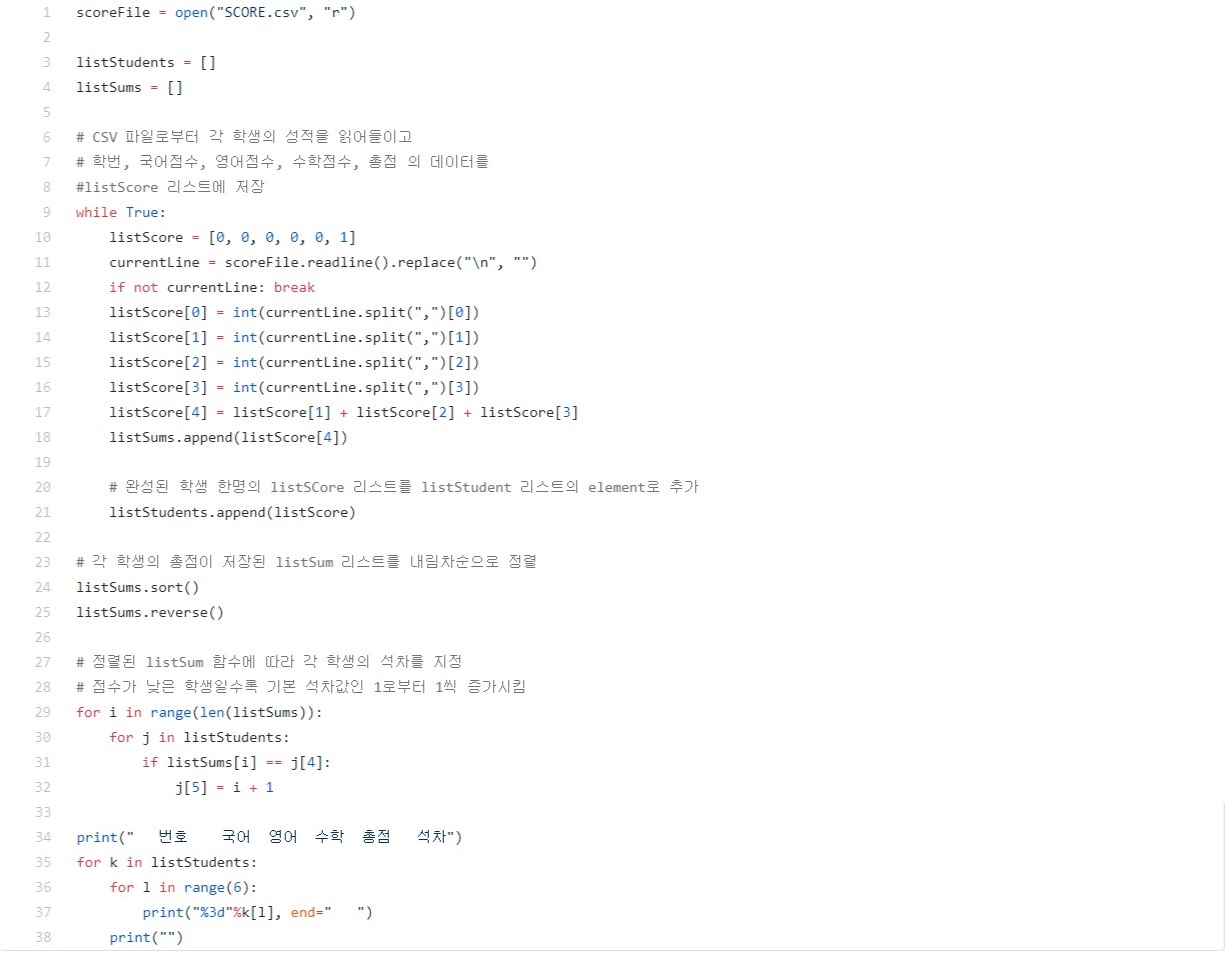 1 scoreFile = open("SCORE.csv", "r")
2
3 listStudents = []
4 listSums = []
5
6 # CSV 파일로부터 각 학생의 성적을 읽어들이고
7 # 학번, 국어점수, 영어점수, 수학점수, 총점 의 데이터를
8 #listScore 리스트에 저장
9 while True:
10     listScore = [0, 0, 0, 0, 0, 1]
11     currentLine = scoreFile.readline().replace("\n", "")
12     if not currentLine: break
13     listScore[0] = int(currentLine.split(",")[0])
14     listScore[1] = int(currentLine.split(",")[1])
15     listScore[2] = int(currentLine.split(",")[2])
16     listScore[3] = int(currentLine.split(",")[3])
17     listScore[4] = listScore[1] + listScore[2] + listScore[3]
18     listSums.append(listScore[4])
19
20     # 완성된 학생 한명의 listSCore 리스트를 listStudent 리스트의 element로 추가
21     listStudents.append(listScore)
22
23 # 각 학생의 총점이 저장된 listSum 리스트를 내림차순으로 정렬
24 listSums.sort()
25 listSums.reverse()
26
27 # 정렬된 listSum 함수에 따라 각 학생의 석차를 지정
28 # 점수가 낮은 학생일수록 기본 석차값인 1로부터 1씩 증가시킴
29 for i in range(len(listSums)):
30     for j in listStudents:
31         if listSums[i] == j[4]:
32             j[5] = i + 1
33
34 print("   번호    국어  영어  수학  총점   석차")
35 for k in listStudents:
36     for l in range(6):
37         print("%3d"%k[l], end="   ")
38     print("")